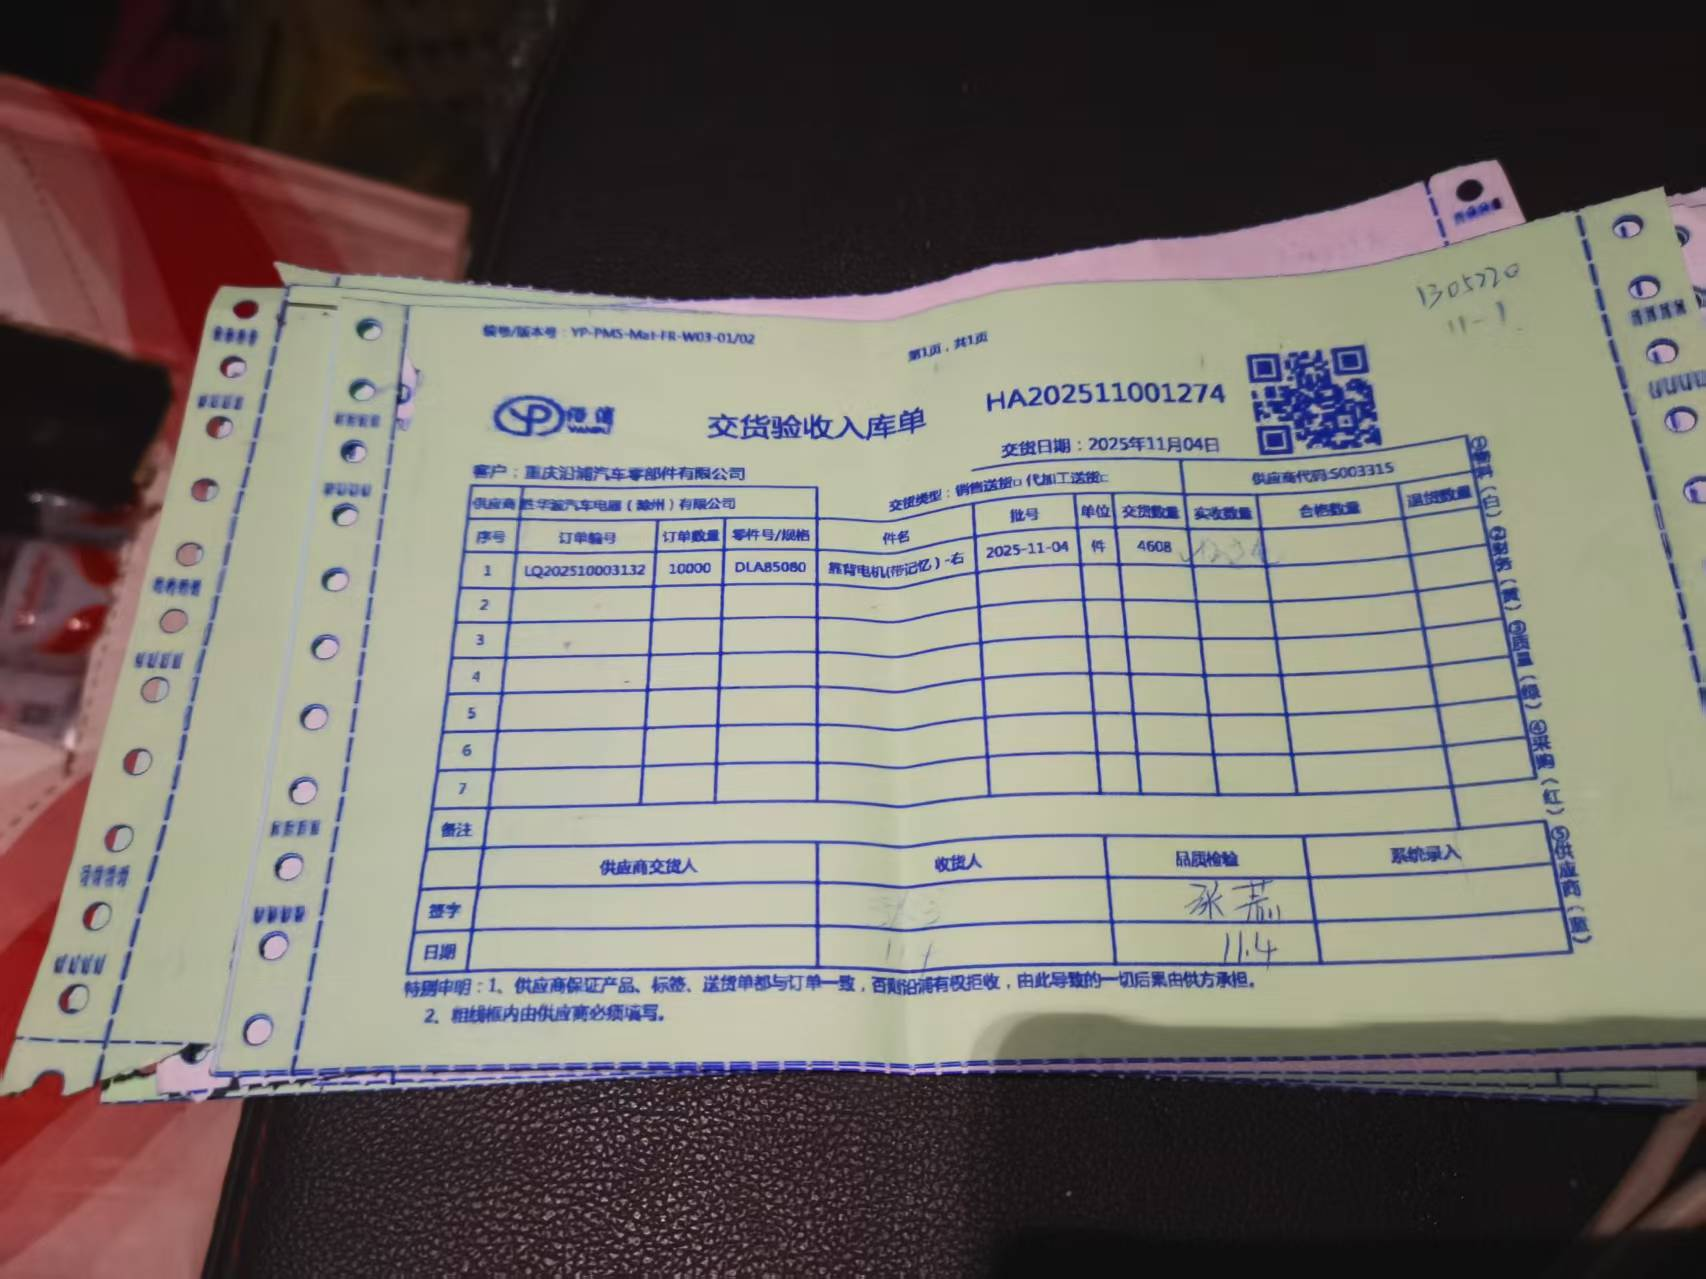 编号/版本号：YP-PMS-Mat-FR-W03-01/02
第1页，共1页
1305720
11-1
YP 沿浦
YANPU
交货验收入库单
HA202511001274
交货日期：2025年11月04日
客户：重庆沿浦汽车零部件有限公司
交货类型：销售送货□ 代加工送货□
供应商代码:S003315
供应商 胜华波汽车电器（滁州）有限公司
序号 订单编号 订单数量 零件号/规格 件名 批号 单位 交货数量 实收数量 合格数量 退货数量
1 LQ202510003132 10000 DLA85080 靠背电机(带记忆）-右 2025-11-04 件 4608
2
3
4
5
6
7
备注
供应商交货人 收货人 品质检验 系统录入
签字 张
日期 11.4
特别申明：1、供应商保证产品、标签、送货单都与订单一致，否则沿浦有权拒收，由此导致的一切后果由供方承担。
2、粗线框内由供应商必须填写。
①物料（白）②财务（黄）③质量（绿）④采购（红）⑤供应商（蓝）